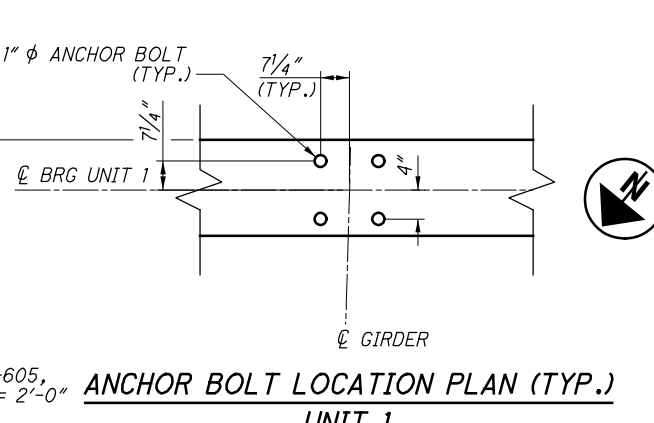 1" ϕ ANCHOR BOLT
(TYP.)
7¼"
(TYP.)
7¼"
4"
℄ BRG UNIT 1
N
℄ GIRDER
-605,
= 2'-0"
ANCHOR BOLT LOCATION PLAN (TYP.)
UNIT 1